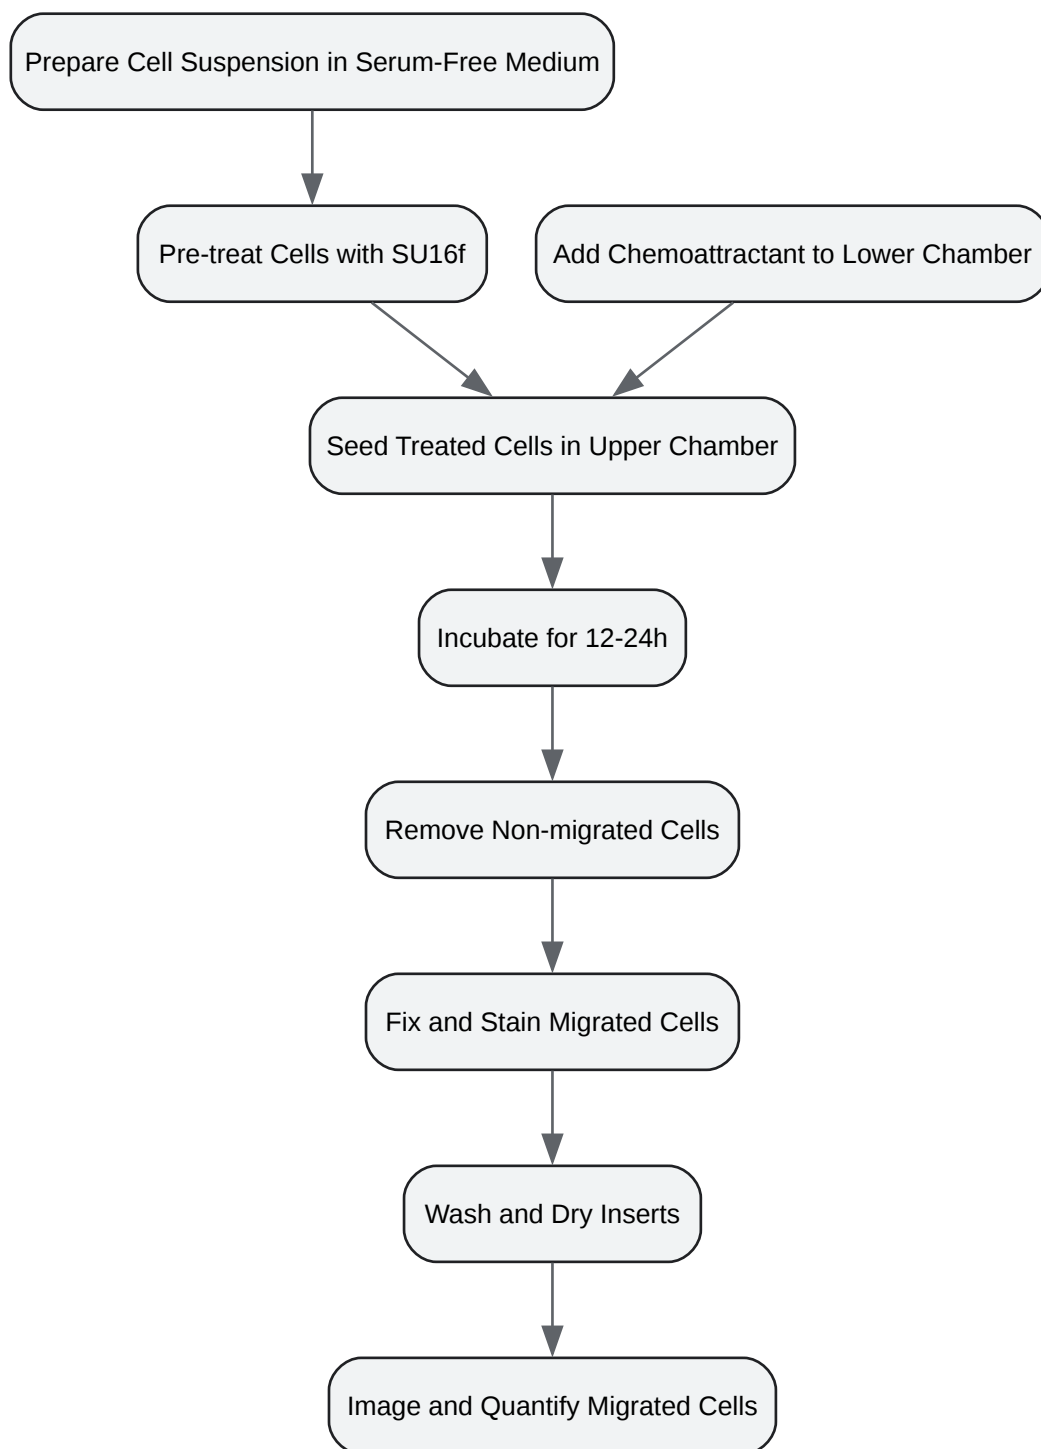 Prepare Cell Suspension in Serum-Free Medium
Pre-treat Cells with SU16f
Add Chemoattractant to Lower Chamber
Seed Treated Cells in Upper Chamber
Incubate for 12-24h
Remove Non-migrated Cells
Fix and Stain Migrated Cells
Wash and Dry Inserts
Image and Quantify Migrated Cells